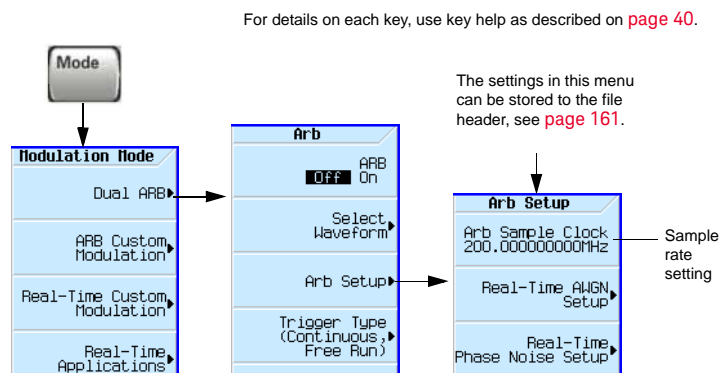 For details on each key, use key help as described on page 40.
Mode
The settings in this menu
can be stored to the file
header, see page 161.
Modulation Mode
Dual ARB
ARB Custom
Modulation
Real-Time Custom
Modulation
Real-Time
Applications
Arb
ARB
Off On
Select
Waveform
Arb Setup
Trigger Type
(Continuous,
Free Run)
Arb Setup
Arb Sample Clock
200.000000000MHz
Real-Time AWGN
Setup
Real-Time
Phase Noise Setup
Sample
rate
setting